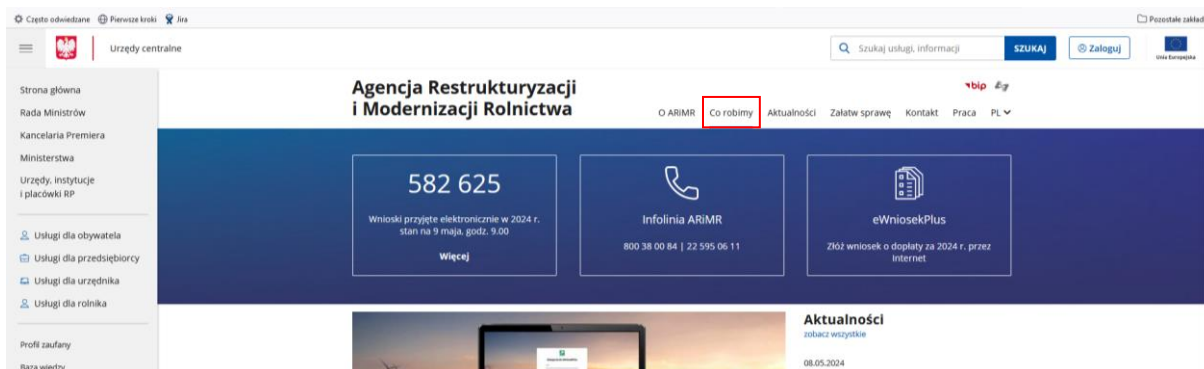 Często odwiedzane Pierwsze kroki Jira Pozostałe zakład
Urzędy centralne Szukaj usługi, informacji SZUKAJ Zaloguj Unia Europejska
Strona główna
Rada Ministrów
Kancelaria Premiera
Ministerstwa
Urzędy, instytucje
i placówki RP
Usługi dla obywatela
Usługi dla przedsiębiorcy
Usługi dla urzędnika
Usługi dla rolnika
Profil zaufany
Baza wiedzy
Agencja Restrukturyzacji
i Modernizacji Rolnictwa
bip
O ARiMR Co robimy Aktualności Załatw sprawę Kontakt Praca PL
582 625
Wnioski przyjęte elektronicznie w 2024 r.
stan na 9 maja, godz. 9.00
Więcej
Infolinia ARiMR
800 38 00 84 | 22 595 06 11
eWniosekPlus
Złóż wniosek o dopłaty za 2024 r. przez
Internet
Aktualności
zobacz wszystkie
08.05.2024